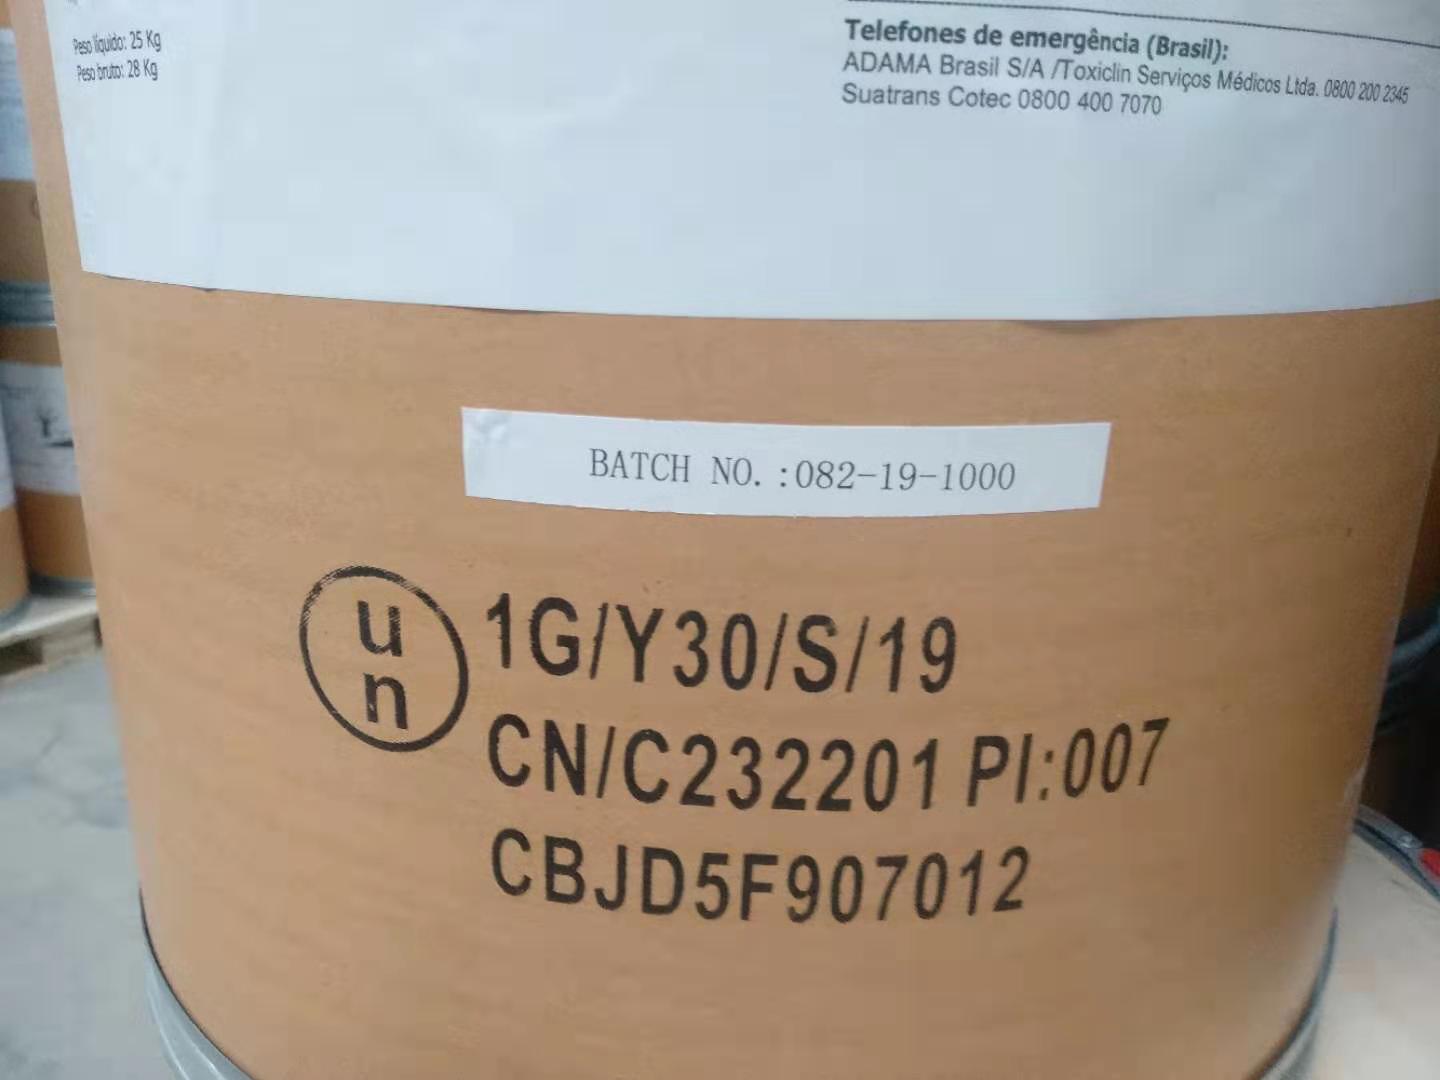 Peso líquido: 25 Kg
Peso bruto: 28 Kg
Telefones de emergência (Brasil):
ADAMA Brasil S/A /Toxiclin Serviços Médicos Ltda. 0800 200 2345
Suatrans Cotec 0800 400 7070
BATCH NO.:082-19-1000
un
1G/Y30/S/19
CN/C232201 PI:007
CBJD5F907012